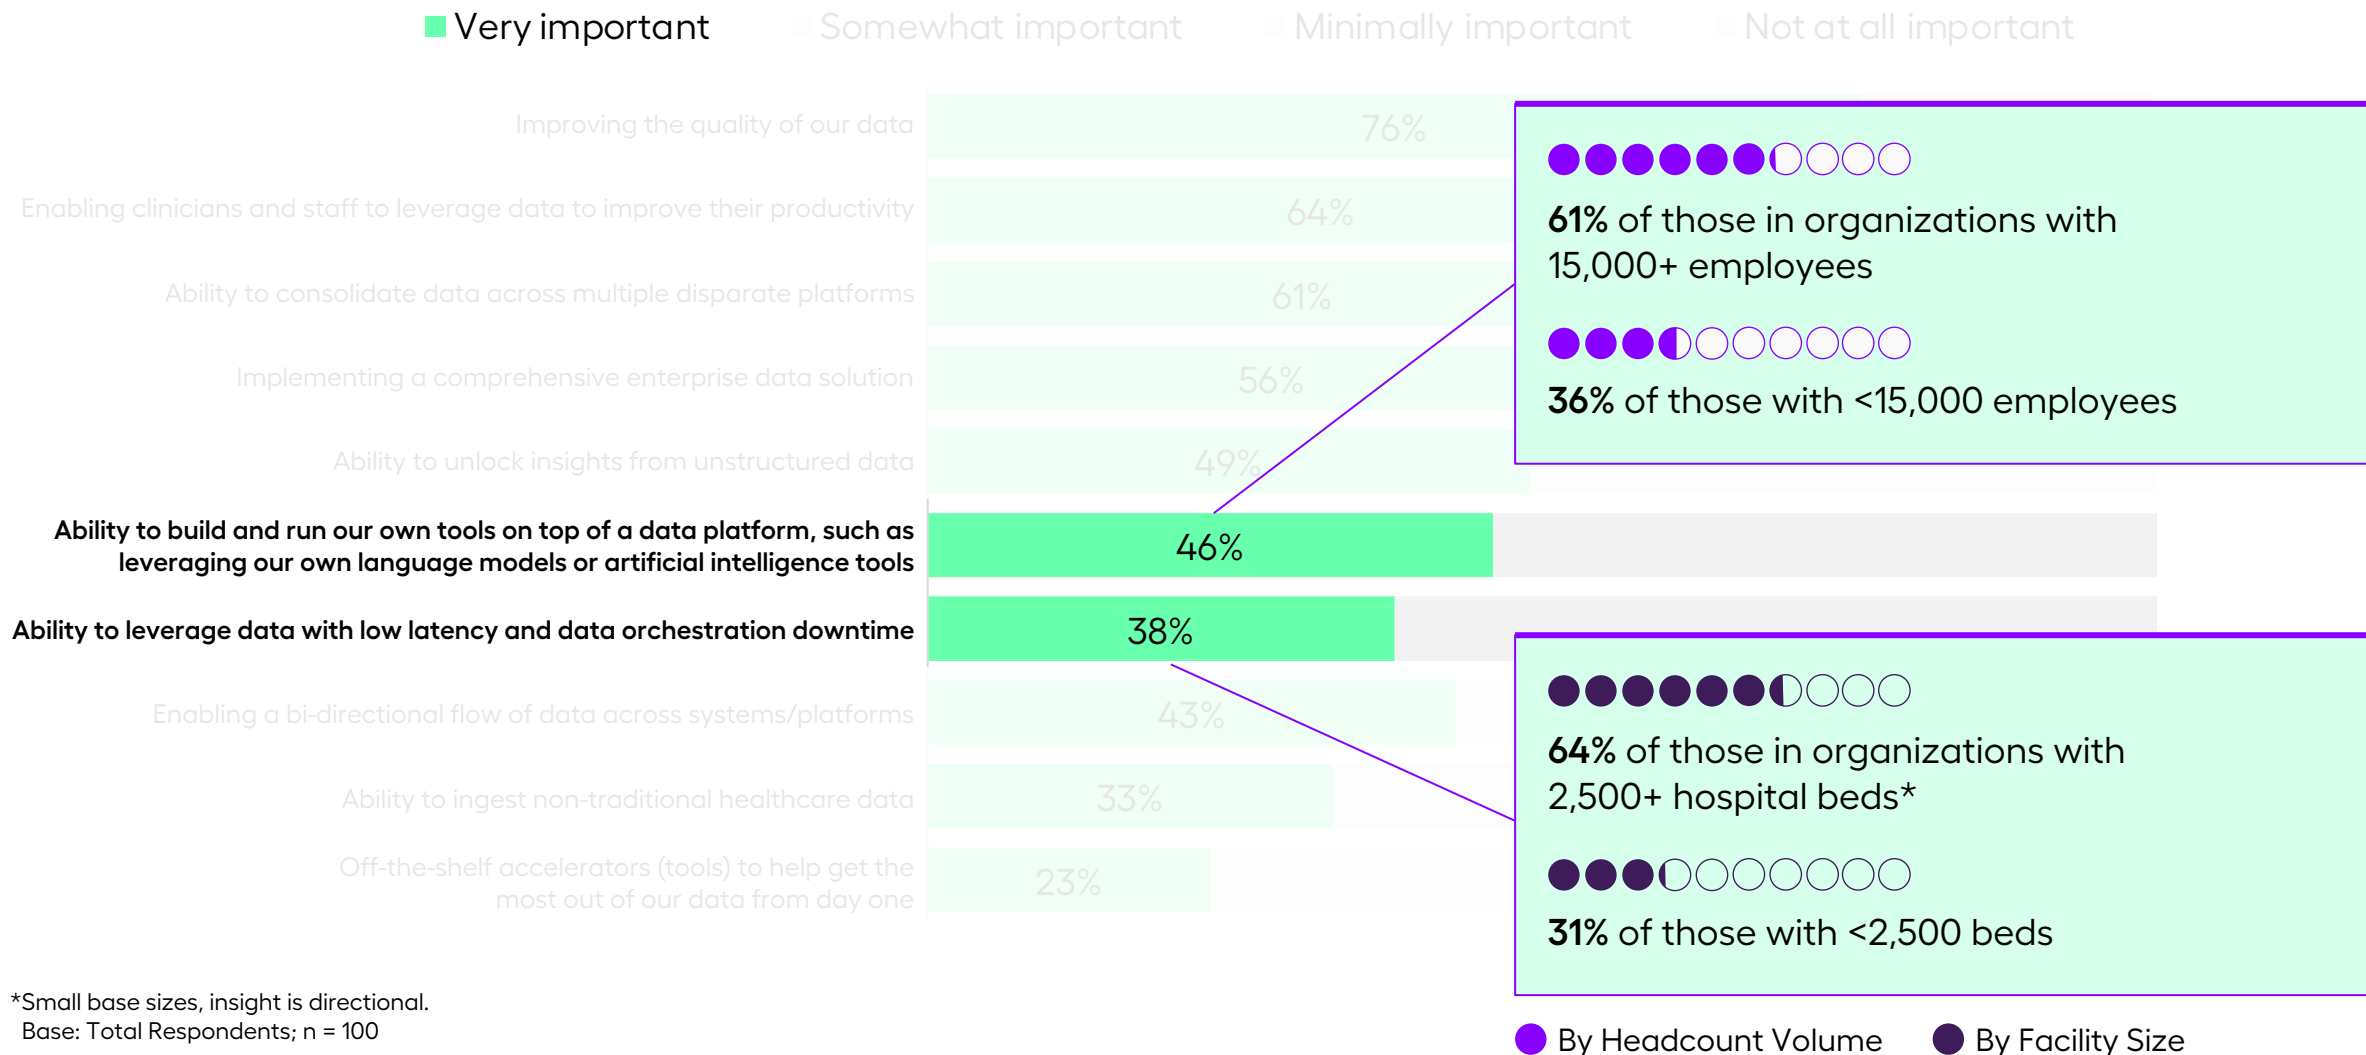 Very important
Somewhat important
Minimally important
Not at all important
Improving the quality of our data
76%
Enabling clinicians and staff to leverage data to improve their productivity
64%
Ability to consolidate data across multiple disparate platforms
61%
Implementing a comprehensive enterprise data solution
56%
Ability to unlock insights from unstructured data
49%
Ability to build and run our own tools on top of a data platform, such as
leveraging our own language models or artificial intelligence tools
46%
Ability to leverage data with low latency and data orchestration downtime
38%
Enabling a bi-directional flow of data across systems/platforms
43%
Ability to ingest non-traditional healthcare data
33%
Off-the-shelf accelerators (tools) to help get the
most out of our data from day one
23%
61% of those in organizations with
15,000+ employees
36% of those with <15,000 employees
64% of those in organizations with
2,500+ hospital beds*
31% of those with <2,500 beds
*Small base sizes, insight is directional.
Base: Total Respondents; n = 100
By Headcount Volume
By Facility Size